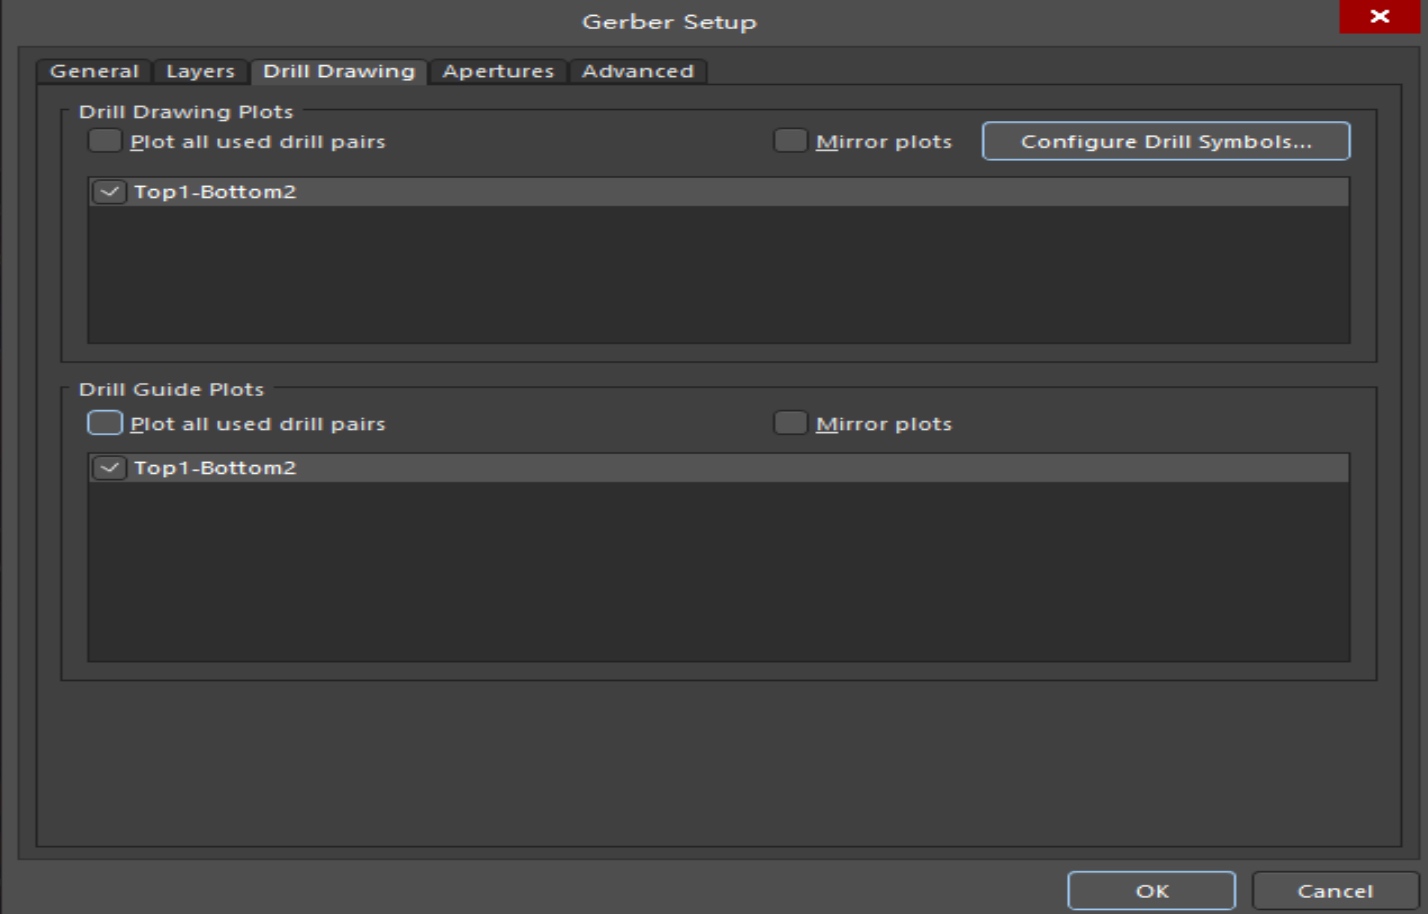 Gerber Setup
General Layers Drill Drawing Apertures Advanced
Drill Drawing Plots
Plot all used drill pairs Mirror plots Configure Drill Symbols...
Top1-Bottom2
Drill Guide Plots
Plot all used drill pairs Mirror plots
Top1-Bottom2
OK Cancel